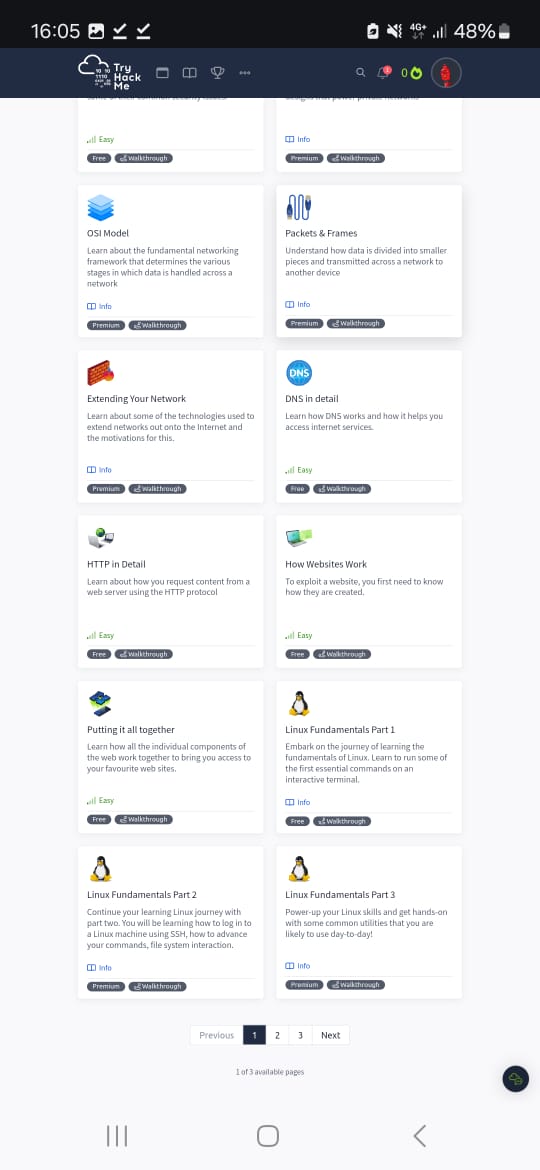 16:05
4G+
48%
10 10
1110
Try
Hack
Me
0
Easy
Free
Walkthrough
Info
Premium
Walkthrough
OSI Model
Learn about the fundamental networking
framework that determines the various
stages in which data is handled across a
network
Info
Premium
Walkthrough
Packets & Frames
Understand how data is divided into smaller
pieces and transmitted across a network to
another device
Info
Premium
Walkthrough
Extending Your Network
Learn about some of the technologies used to
extend networks out onto the Internet and
the motivations for this.
Info
Premium
Walkthrough
DNS
DNS in detail
Learn how DNS works and how it helps you
access internet services.
Easy
Free
Walkthrough
HTTP in Detail
Learn about how you request content from a
web server using the HTTP protocol
Easy
Free
Walkthrough
How Websites Work
To exploit a website, you first need to know
how they are created.
Easy
Free
Walkthrough
Putting it all together
Learn how all the individual components of
the web work together to bring you access to
your favourite web sites.
Easy
Free
Walkthrough
Linux Fundamentals Part 1
Embark on the journey of learning the
fundamentals of Linux. Learn to run some of
the first essential commands on an
interactive terminal.
Info
Free
Walkthrough
Linux Fundamentals Part 2
Continue your learning Linux journey with
part two. You will be learning how to log in to
a Linux machine using SSH, how to advance
your commands, file system interaction.
Info
Premium
Walkthrough
Linux Fundamentals Part 3
Power-up your Linux skills and get hands-on
with some common utilities that you are
likely to use day-to-day!
Info
Premium
Walkthrough
Previous 1 2 3 Next
1 of 3 available pages